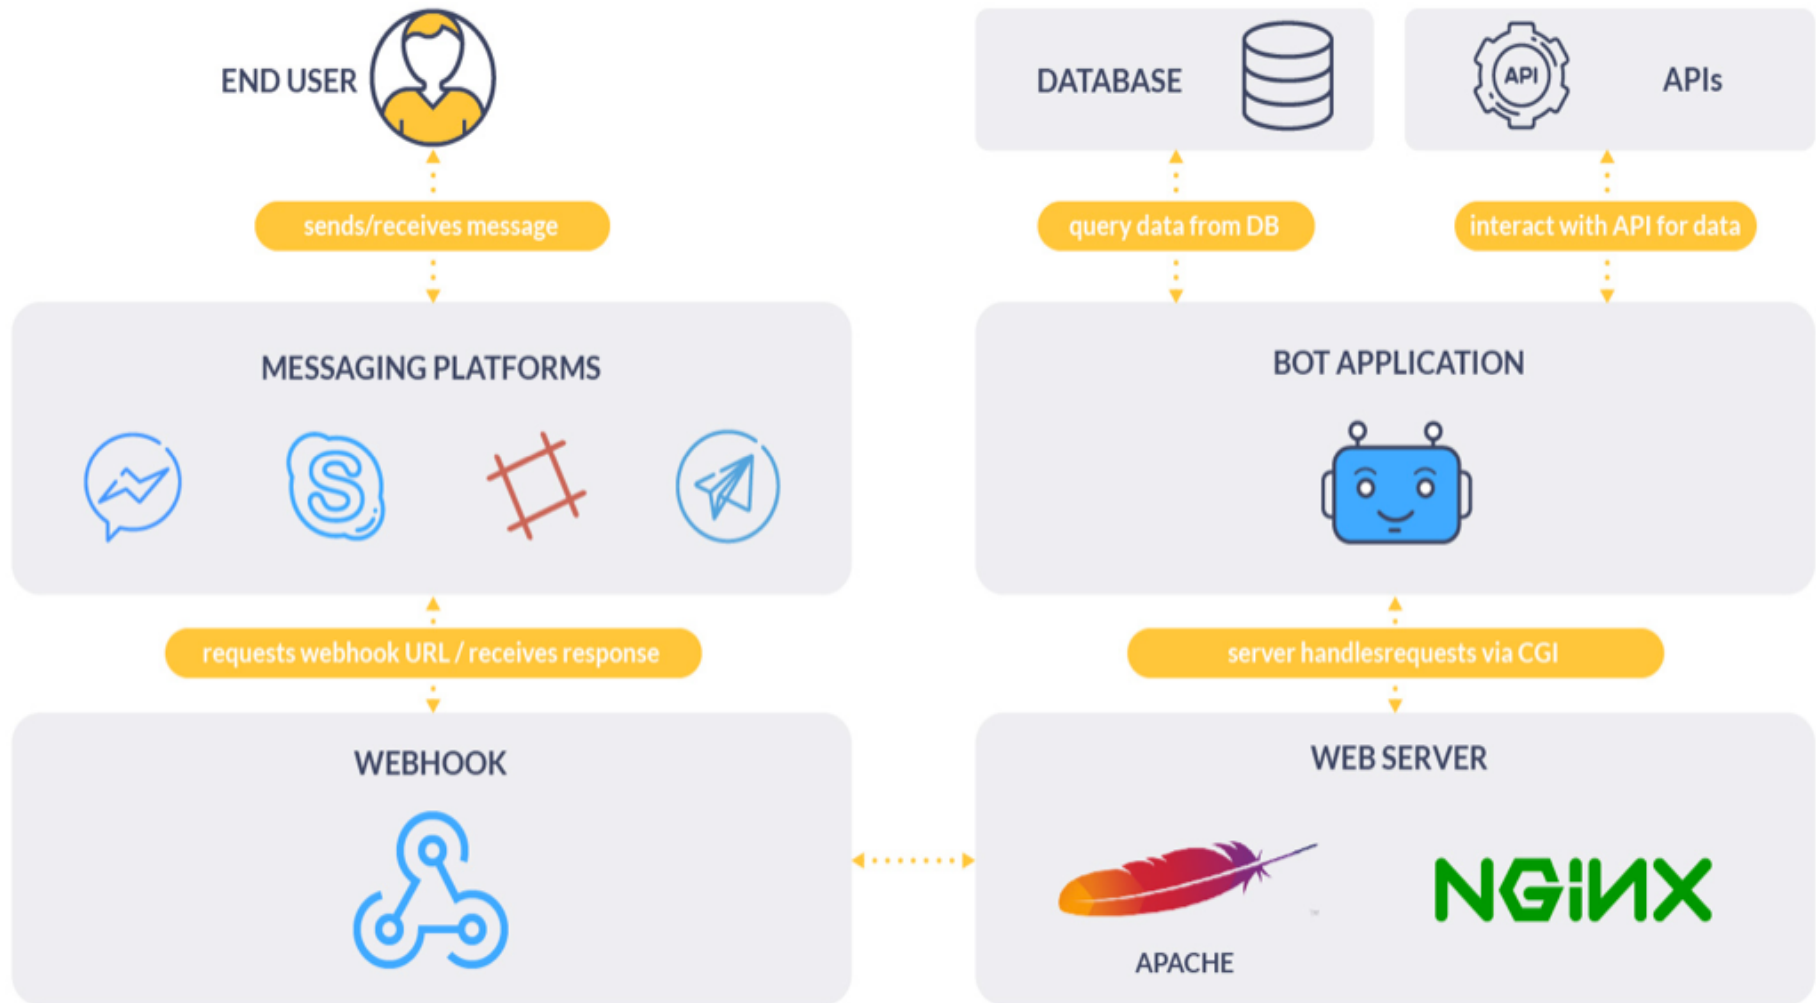 END USER
DATABASE
API
APIs
sends/receives message
query data from DB
interact with API for data
MESSAGING PLATFORMS
BOT APPLICATION
S
requests webhook URL / receives response
server handlesrequests via CGI
WEBHOOK
WEB SERVER
NGiNX
APACHE